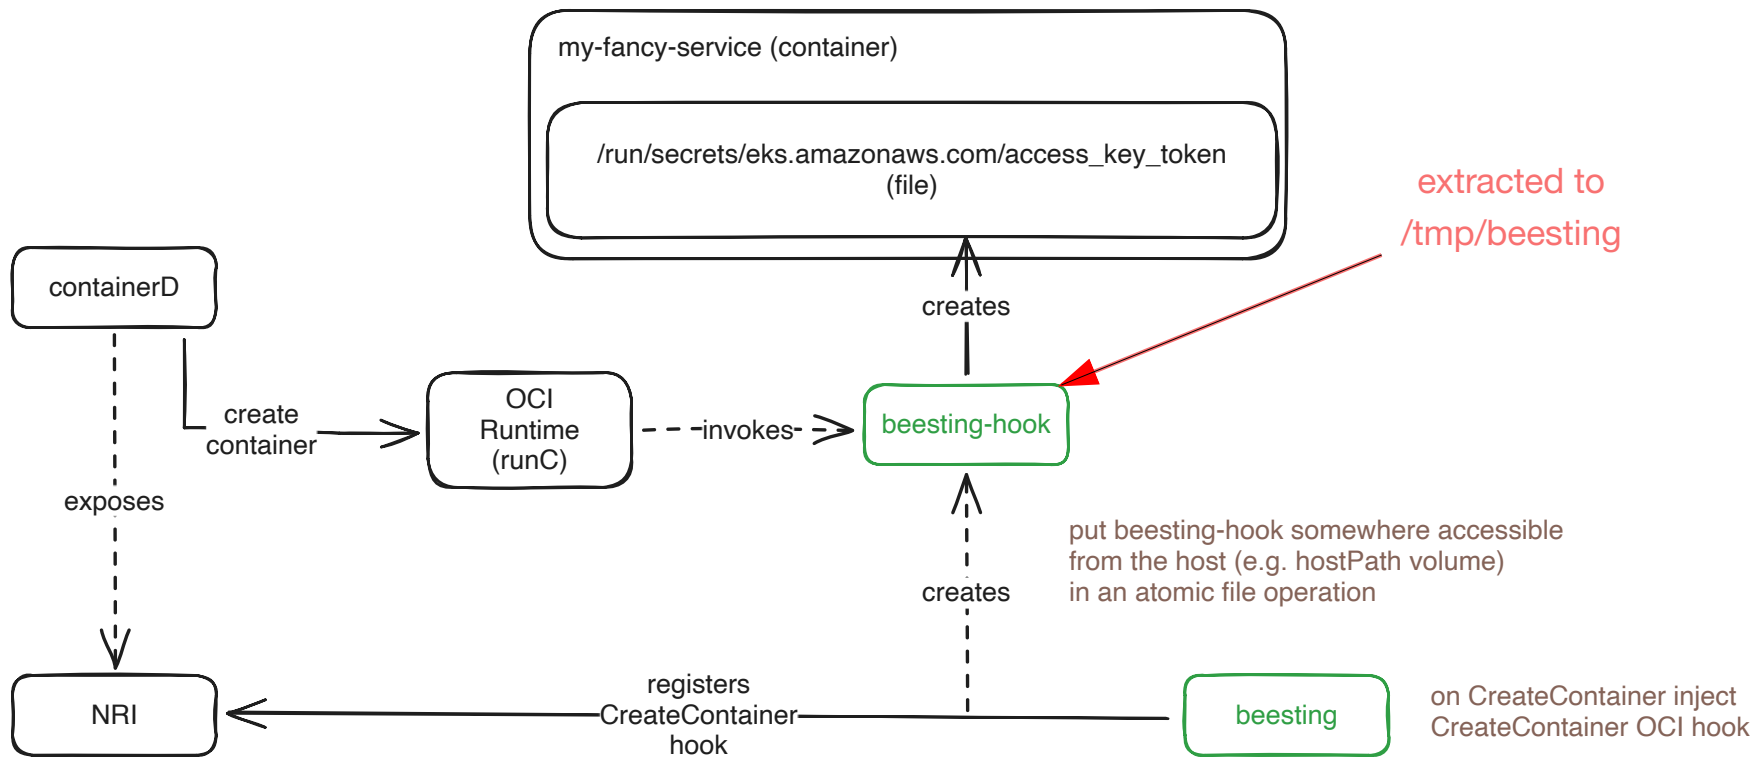 my-fancy-service (container)
/run/secrets/eks.amazonaws.com/access_key_token
(file)
extracted to
/tmp/beesting
containerD
creates
create
container
OCI
Runtime
(runC)
invokes
beesting-hook
exposes
put beesting-hook somewhere accessible
from the host (e.g. hostPath volume)
in an atomic file operation
creates
NRI
registers
CreateContainer
hook
beesting
on CreateContainer inject
CreateContainer OCI hook